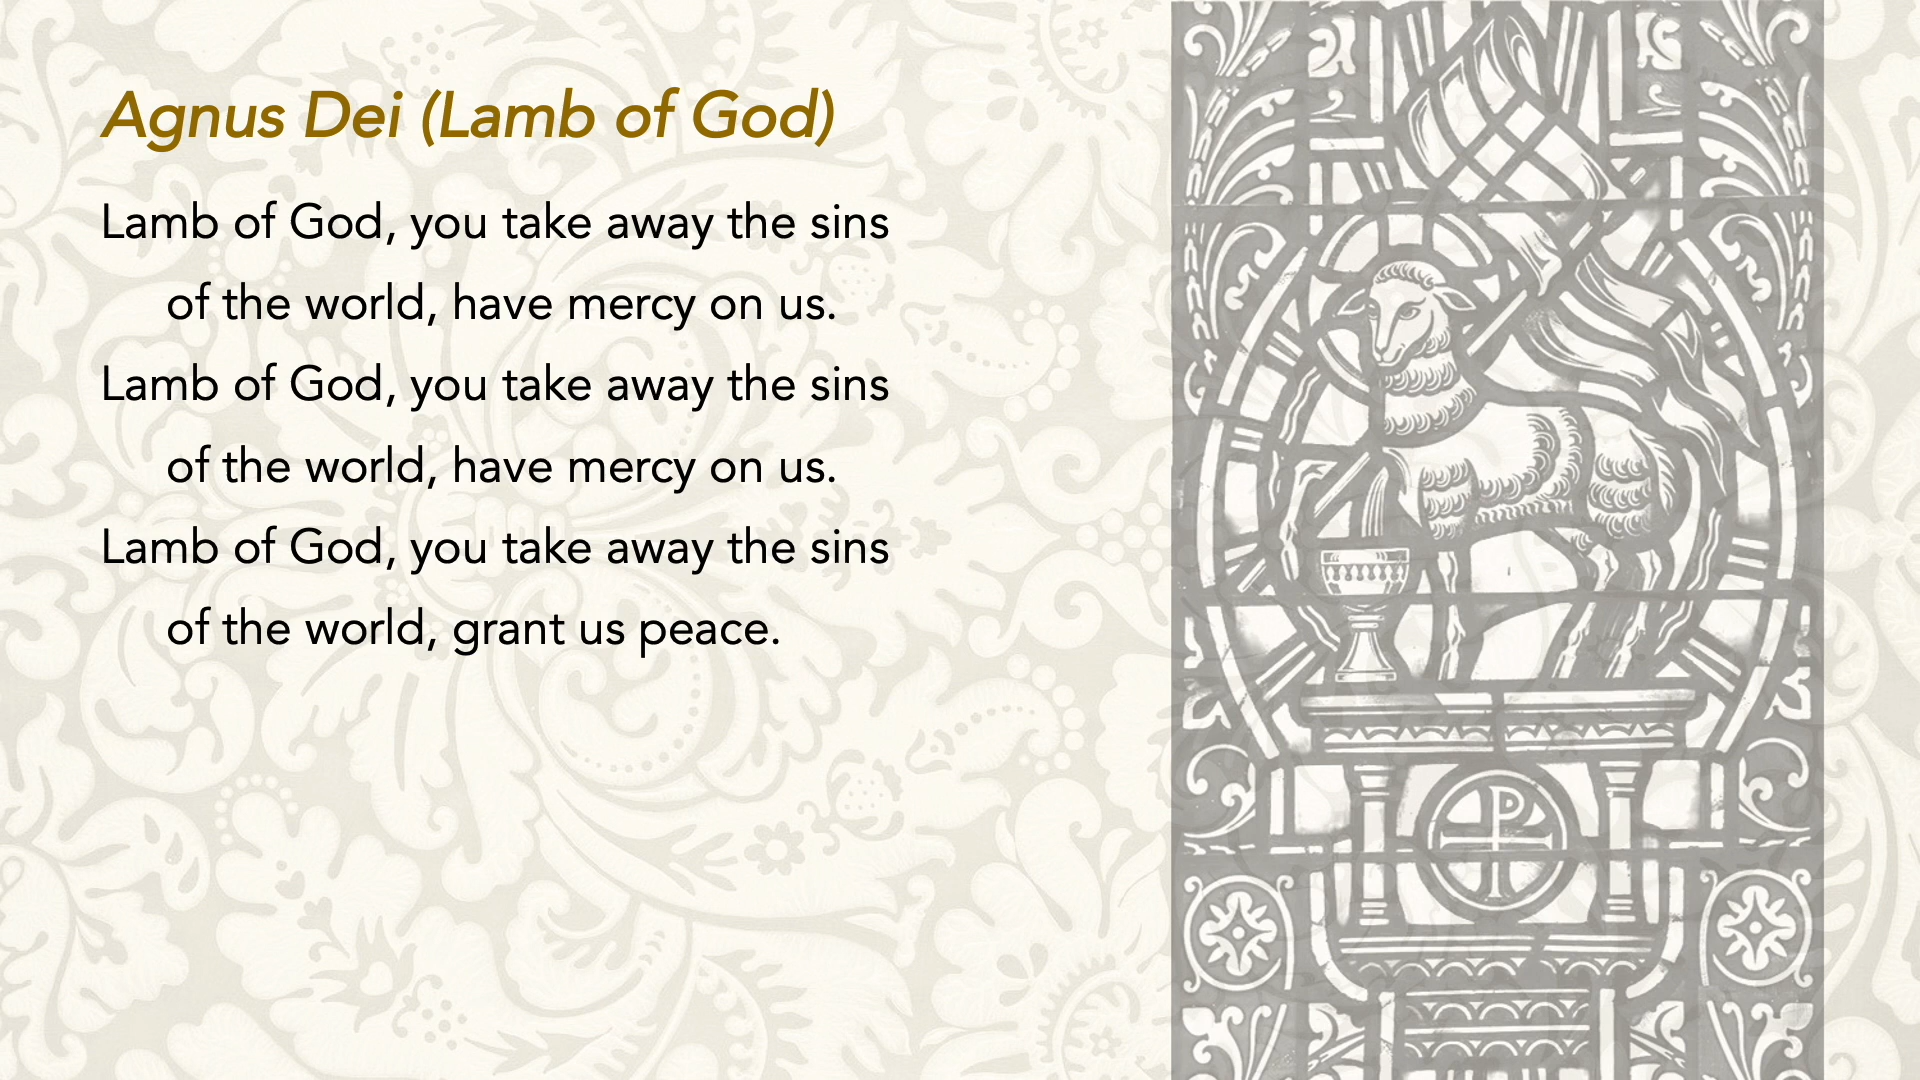 Agnus Dei (Lamb of God)
Lamb of God, you take away the sins
of the world, have mercy on us.
Lamb of God, you take away the sins
of the world, have mercy on us.
Lamb of God, you take away the sins
of the world, grant us peace.